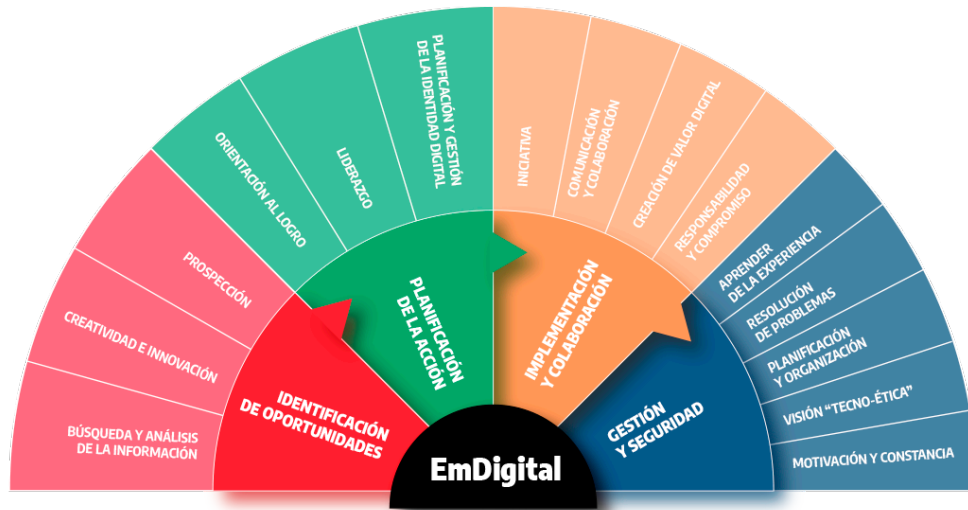 BÚSQUEDA Y ANÁLISIS
DE LA INFORMACIÓN
CREATIVIDAD E INNOVACIÓN
PROSPECCIÓN
ORIENTACIÓN AL LOGRO
LIDERAZGO
PLANIFICACIÓN Y GESTIÓN
DE LA IDENTIDAD DIGITAL
INICIATIVA
COMUNICACIÓN
Y COLABORACIÓN
CREACIÓN DE VALOR DIGITAL
RESPONSABILIDAD
Y COMPROMISO
APRENDER
DE LA EXPERIENCIA
RESOLUCIÓN
DE PROBLEMAS
PLANIFICACIÓN
Y ORGANIZACIÓN
VISIÓN “TECNO-ÉTICA”
MOTIVACIÓN Y CONSTANCIA
IDENTIFICACIÓN
DE OPORTUNIDADES
PLANIFICACIÓN
DE LA ACCIÓN
IMPLEMENTACIÓN
Y COLABORACIÓN
GESTIÓN
Y SEGURIDAD
EmDigital